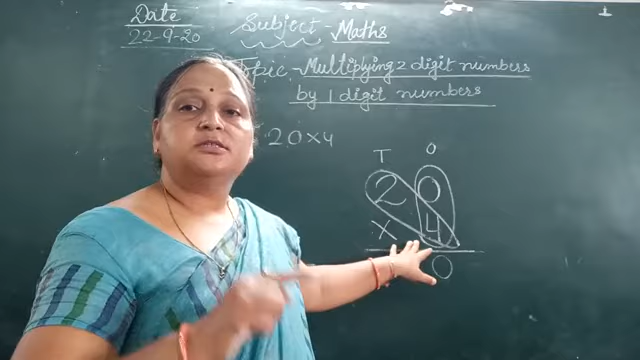 Date
22-9-20
Subject - Maths
Topic - Multiplying 2 digit numbers
by 1 digit numbers
20×4
T O
2 0
× 4
0